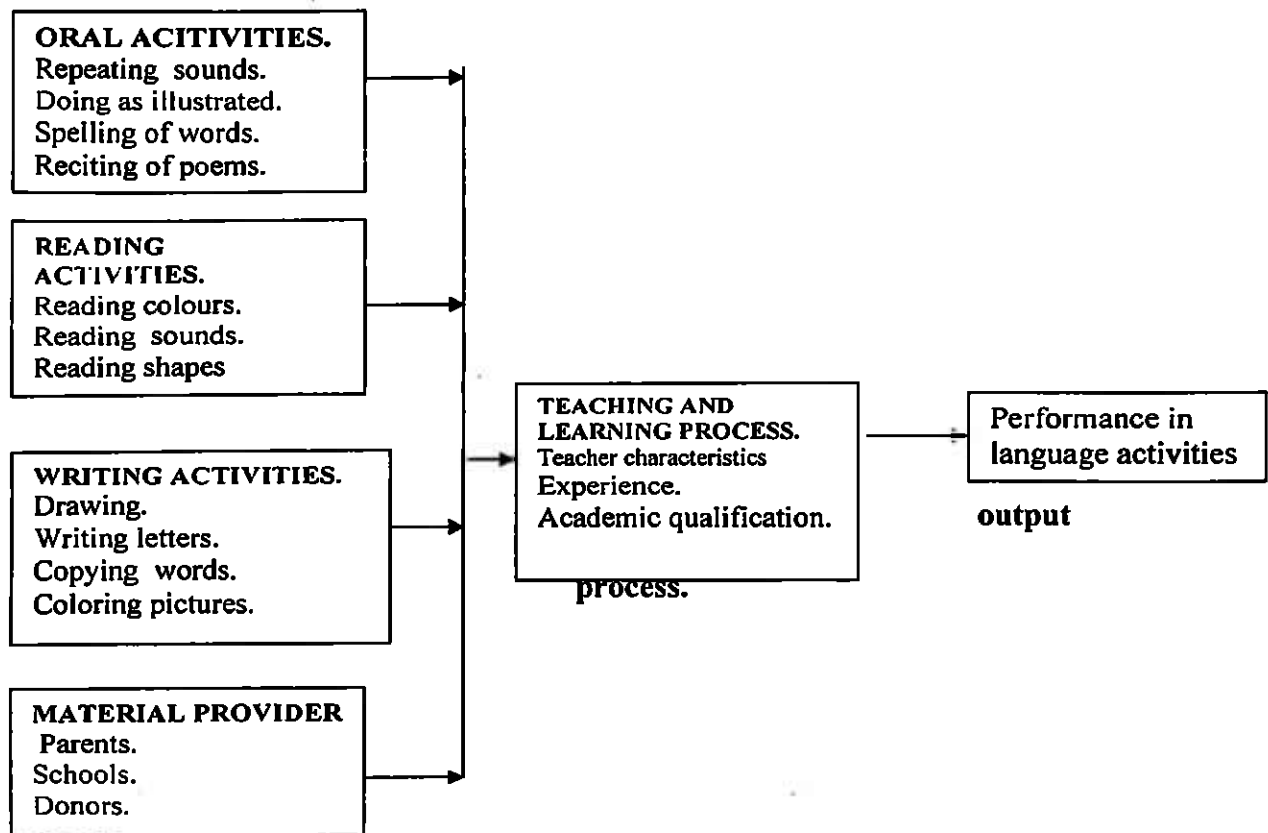 ORAL ACITIVITIES.
Repeating sounds.
Doing as illustrated.
Spelling of words.
Reciting of poems.
READING
ACTIVITIES.
Reading colours.
Reading sounds.
Reading shapes
WRITING ACTIVITIES.
Drawing.
Writing letters.
Copying words.
Coloring pictures.
MATERIAL PROVIDER
Parents.
Schools.
Donors.
TEACHING AND
LEARNING PROCESS.
Teacher characteristics
Experience.
Academic qualification.
process.
Performance in
language activities
output